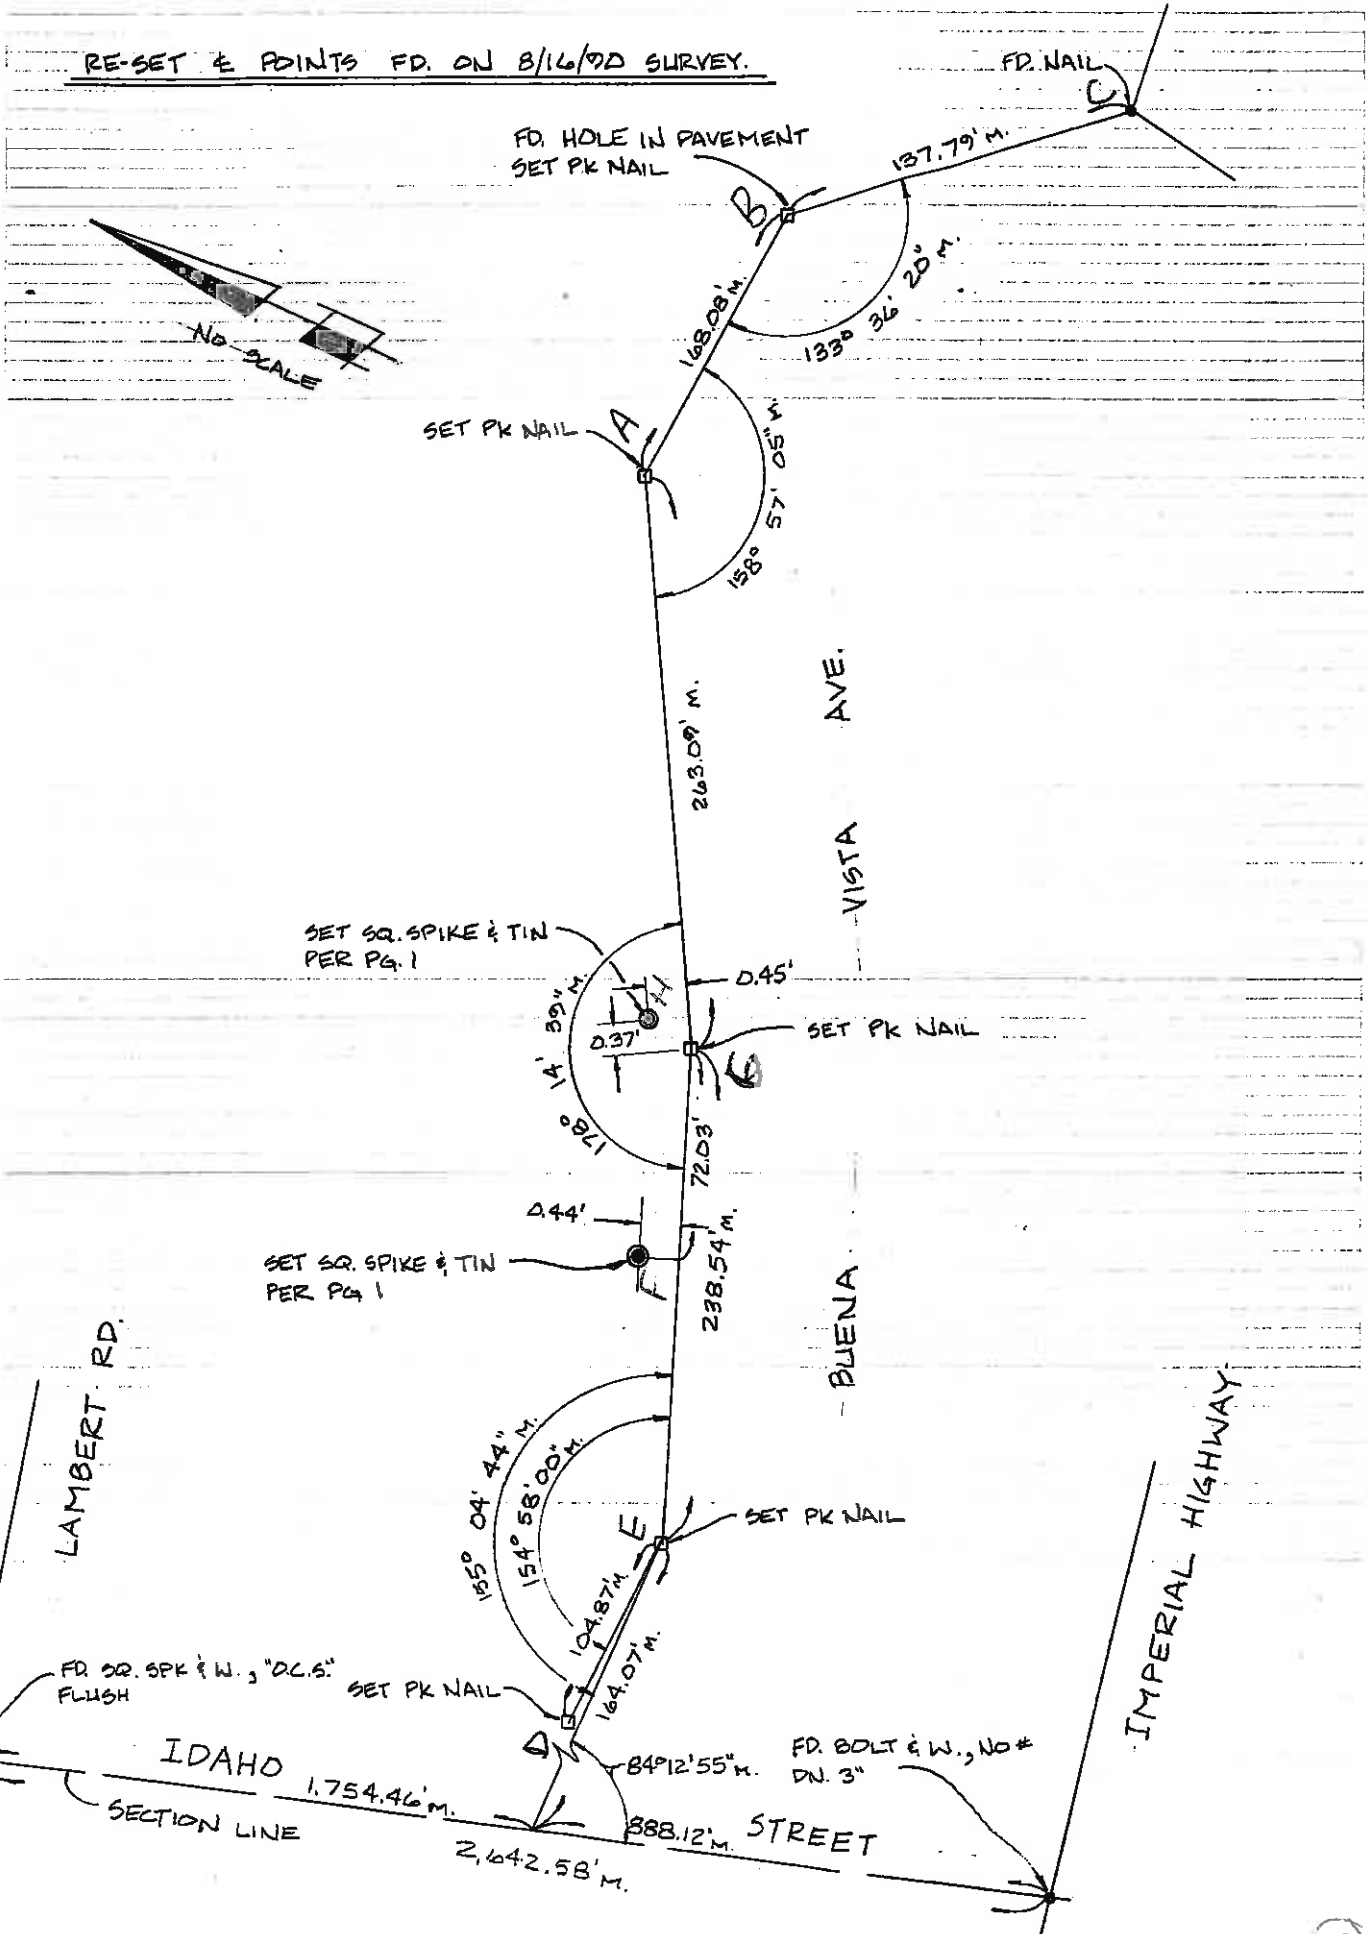 RE-SET ℄ POINTS FD. ON 8/16/90 SURVEY.
FD. NAIL
C
FD. HOLE IN PAVEMENT
SET PK NAIL
137.79' M.
B
133° 36' 20" M.
168.08' M.
NO SCALE
SET PK NAIL
A
158° 57' 05" M.
263.09' M.
AVE.
VISTA
BUENA
SET SQ. SPIKE & TIN
PER PG. 1
0.45'
H
0.37'
SET PK NAIL
G
178° 14' 39" M.
72.03'
0.44'
238.54' M.
SET SQ. SPIKE & TIN
PER PG 1
F
LAMBERT RD.
155° 04' 44" M.
154° 58' 00" M.
E
SET PK NAIL
104.87' M.
164.07' M.
IMPERIAL HIGHWAY
FD. SQ. SPK & W., "O.C.S."
FLUSH
SET PK NAIL
D
84°12'55" M.
FD. BOLT & W., NO #
DN. 3"
IDAHO
STREET
1,754.46' M.
888.12' M.
SECTION LINE
2,642.58' M.